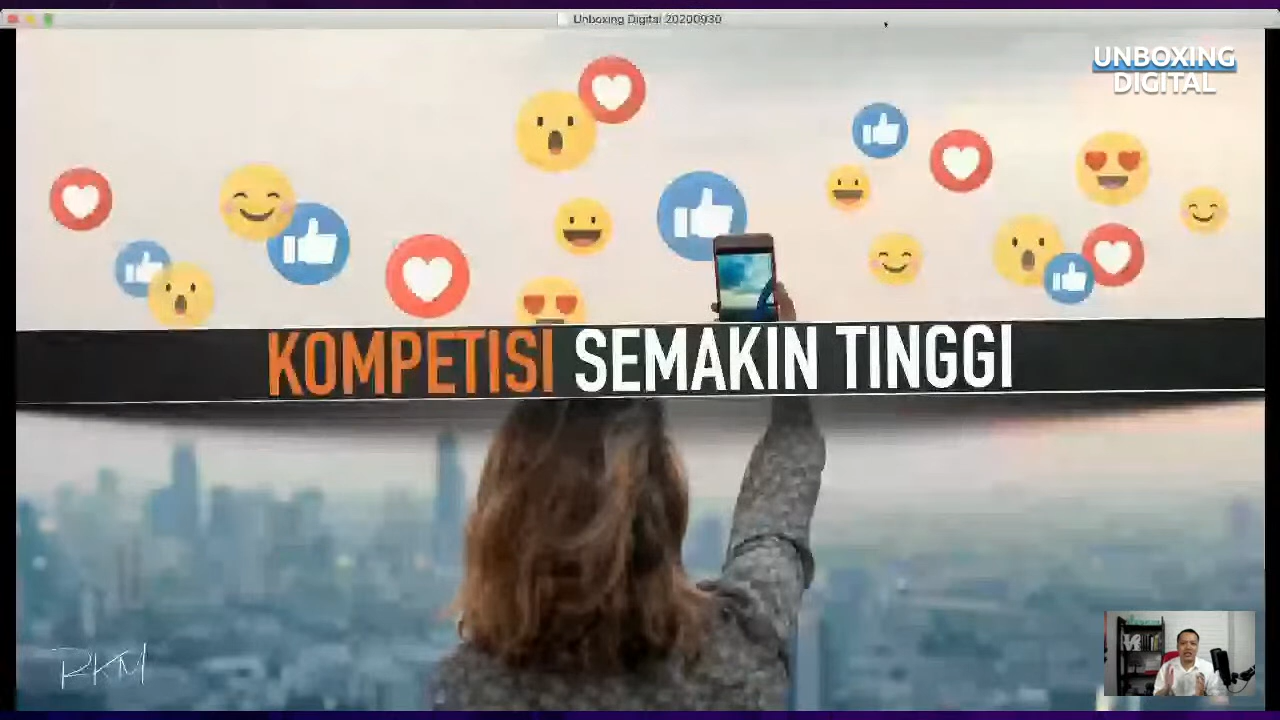 Unboxing Digital 20200930
UNBOXING
DIGITAL
KOMPETISI SEMAKIN TINGGI
RKM